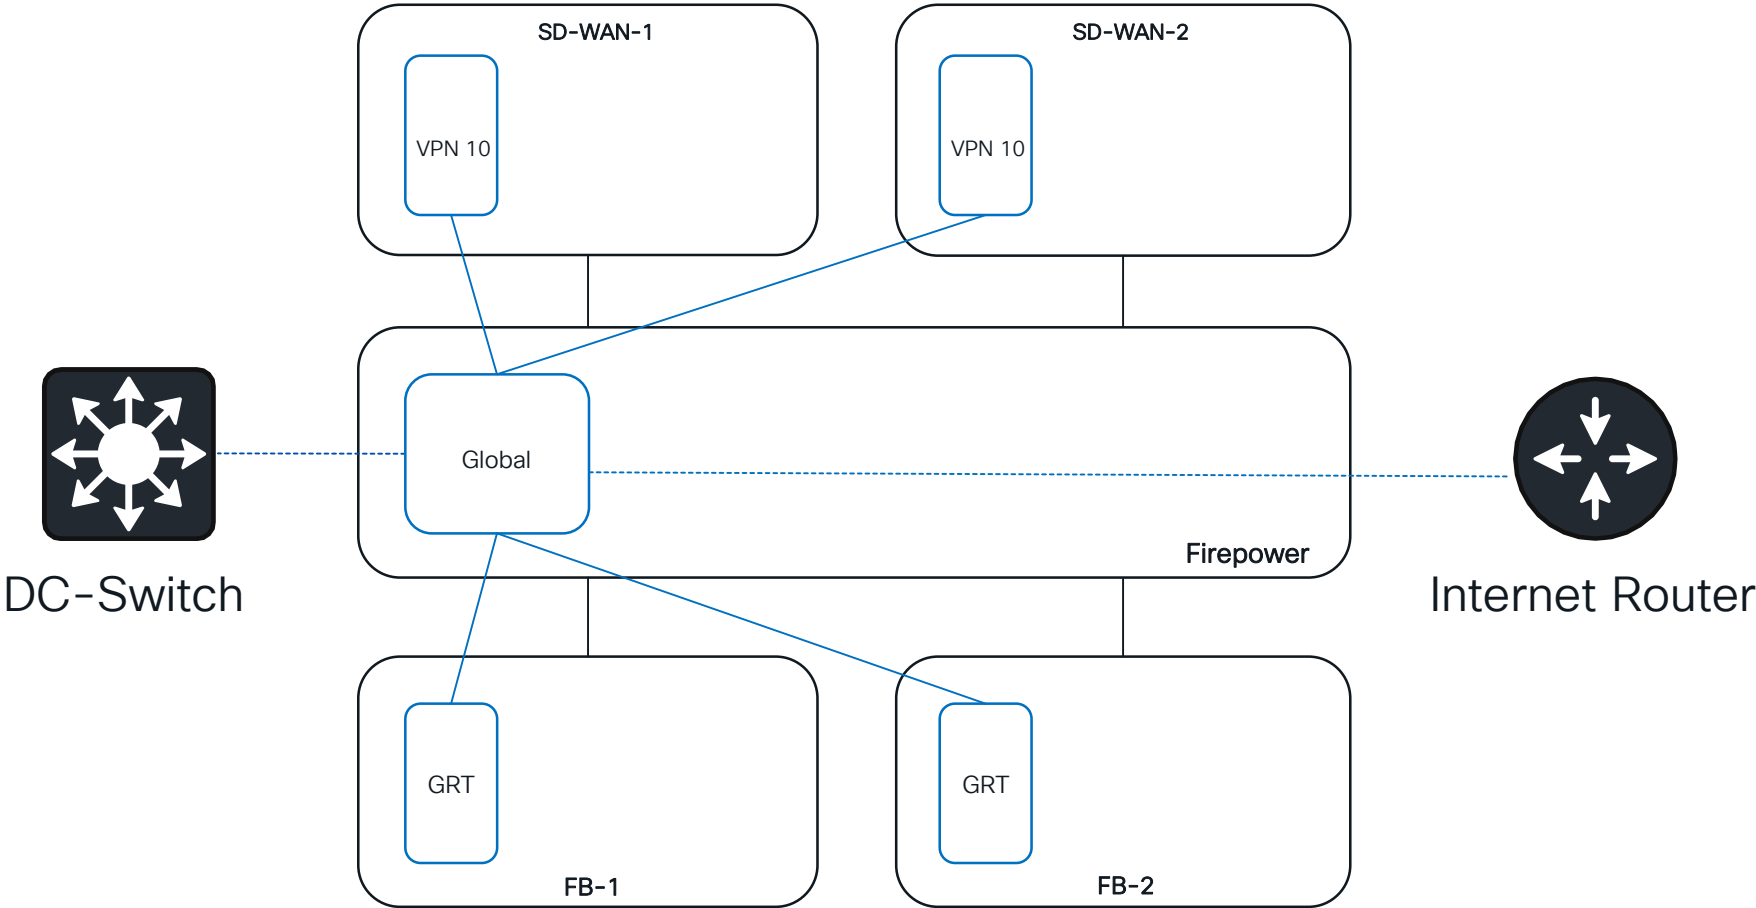 SD-WAN-1
SD-WAN-2
VPN 10
VPN 10
Global
Firepower
DC-Switch
Internet Router
GRT
GRT
FB-1
FB-2